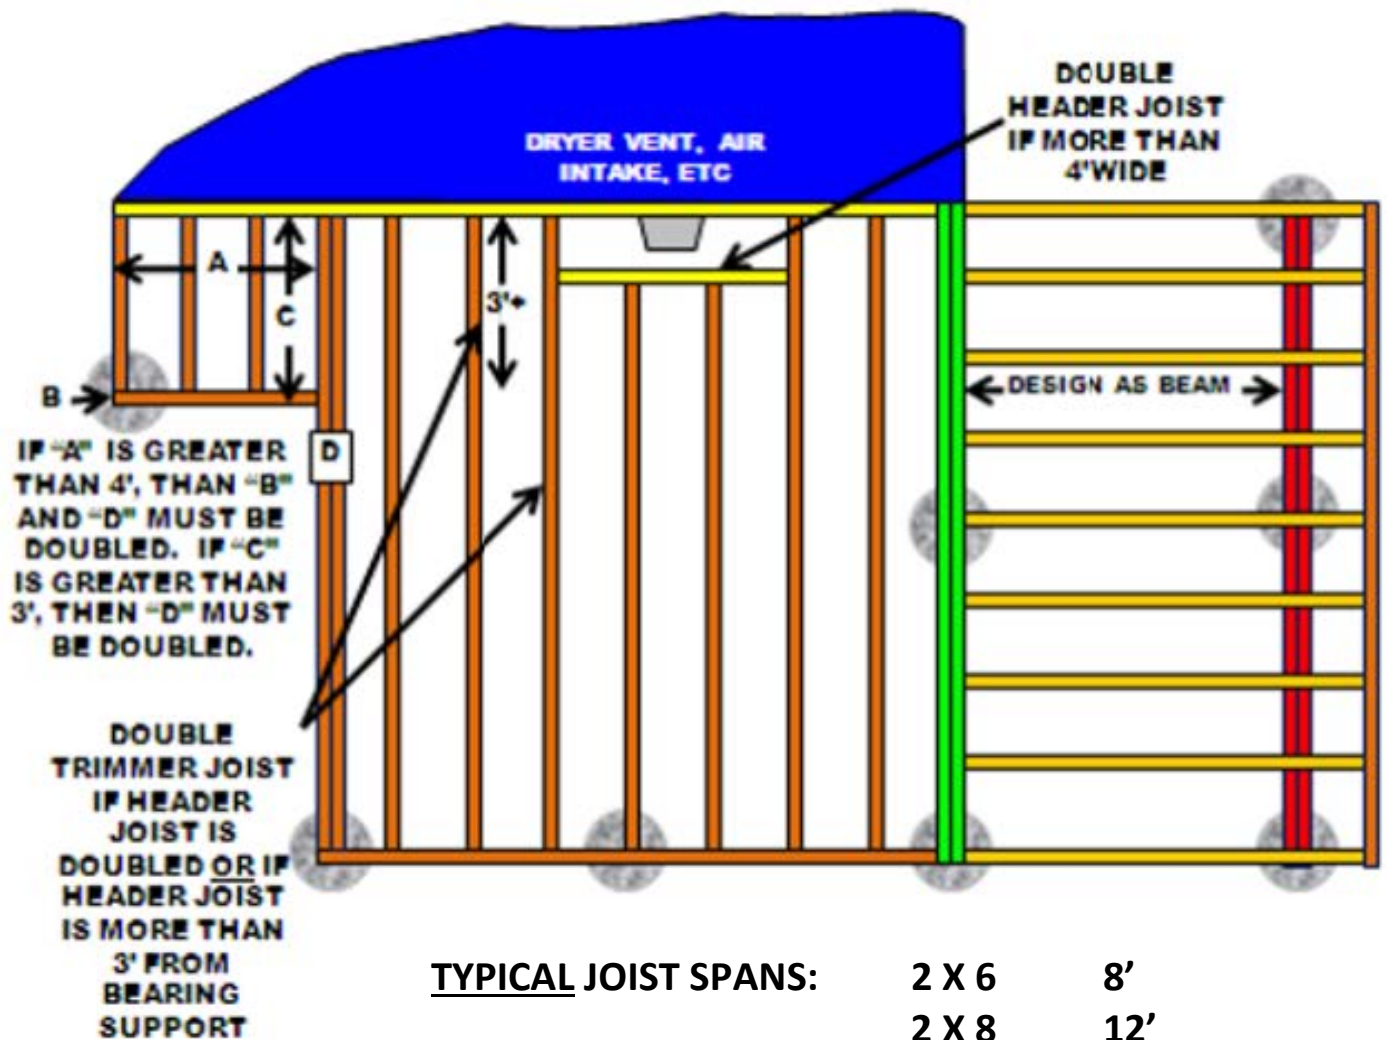 DOUBLE
HEADER JOIST
IF MORE THAN
4'WIDE
DRYER VENT, AIR
INTAKE, ETC
A
C
3'+
B
DESIGN AS BEAM
D
IF "A" IS GREATER
THAN 4', THAN "B"
AND "D" MUST BE
DOUBLED. IF "C"
IS GREATER THAN
3', THEN "D" MUST
BE DOUBLED.
DOUBLE
TRIMMER JOIST
IF HEADER
JOIST IS
DOUBLED OR IF
HEADER JOIST
IS MORE THAN
3' FROM
BEARING
SUPPORT
TYPICAL JOIST SPANS: 2 X 6 8’
2 X 8 12’